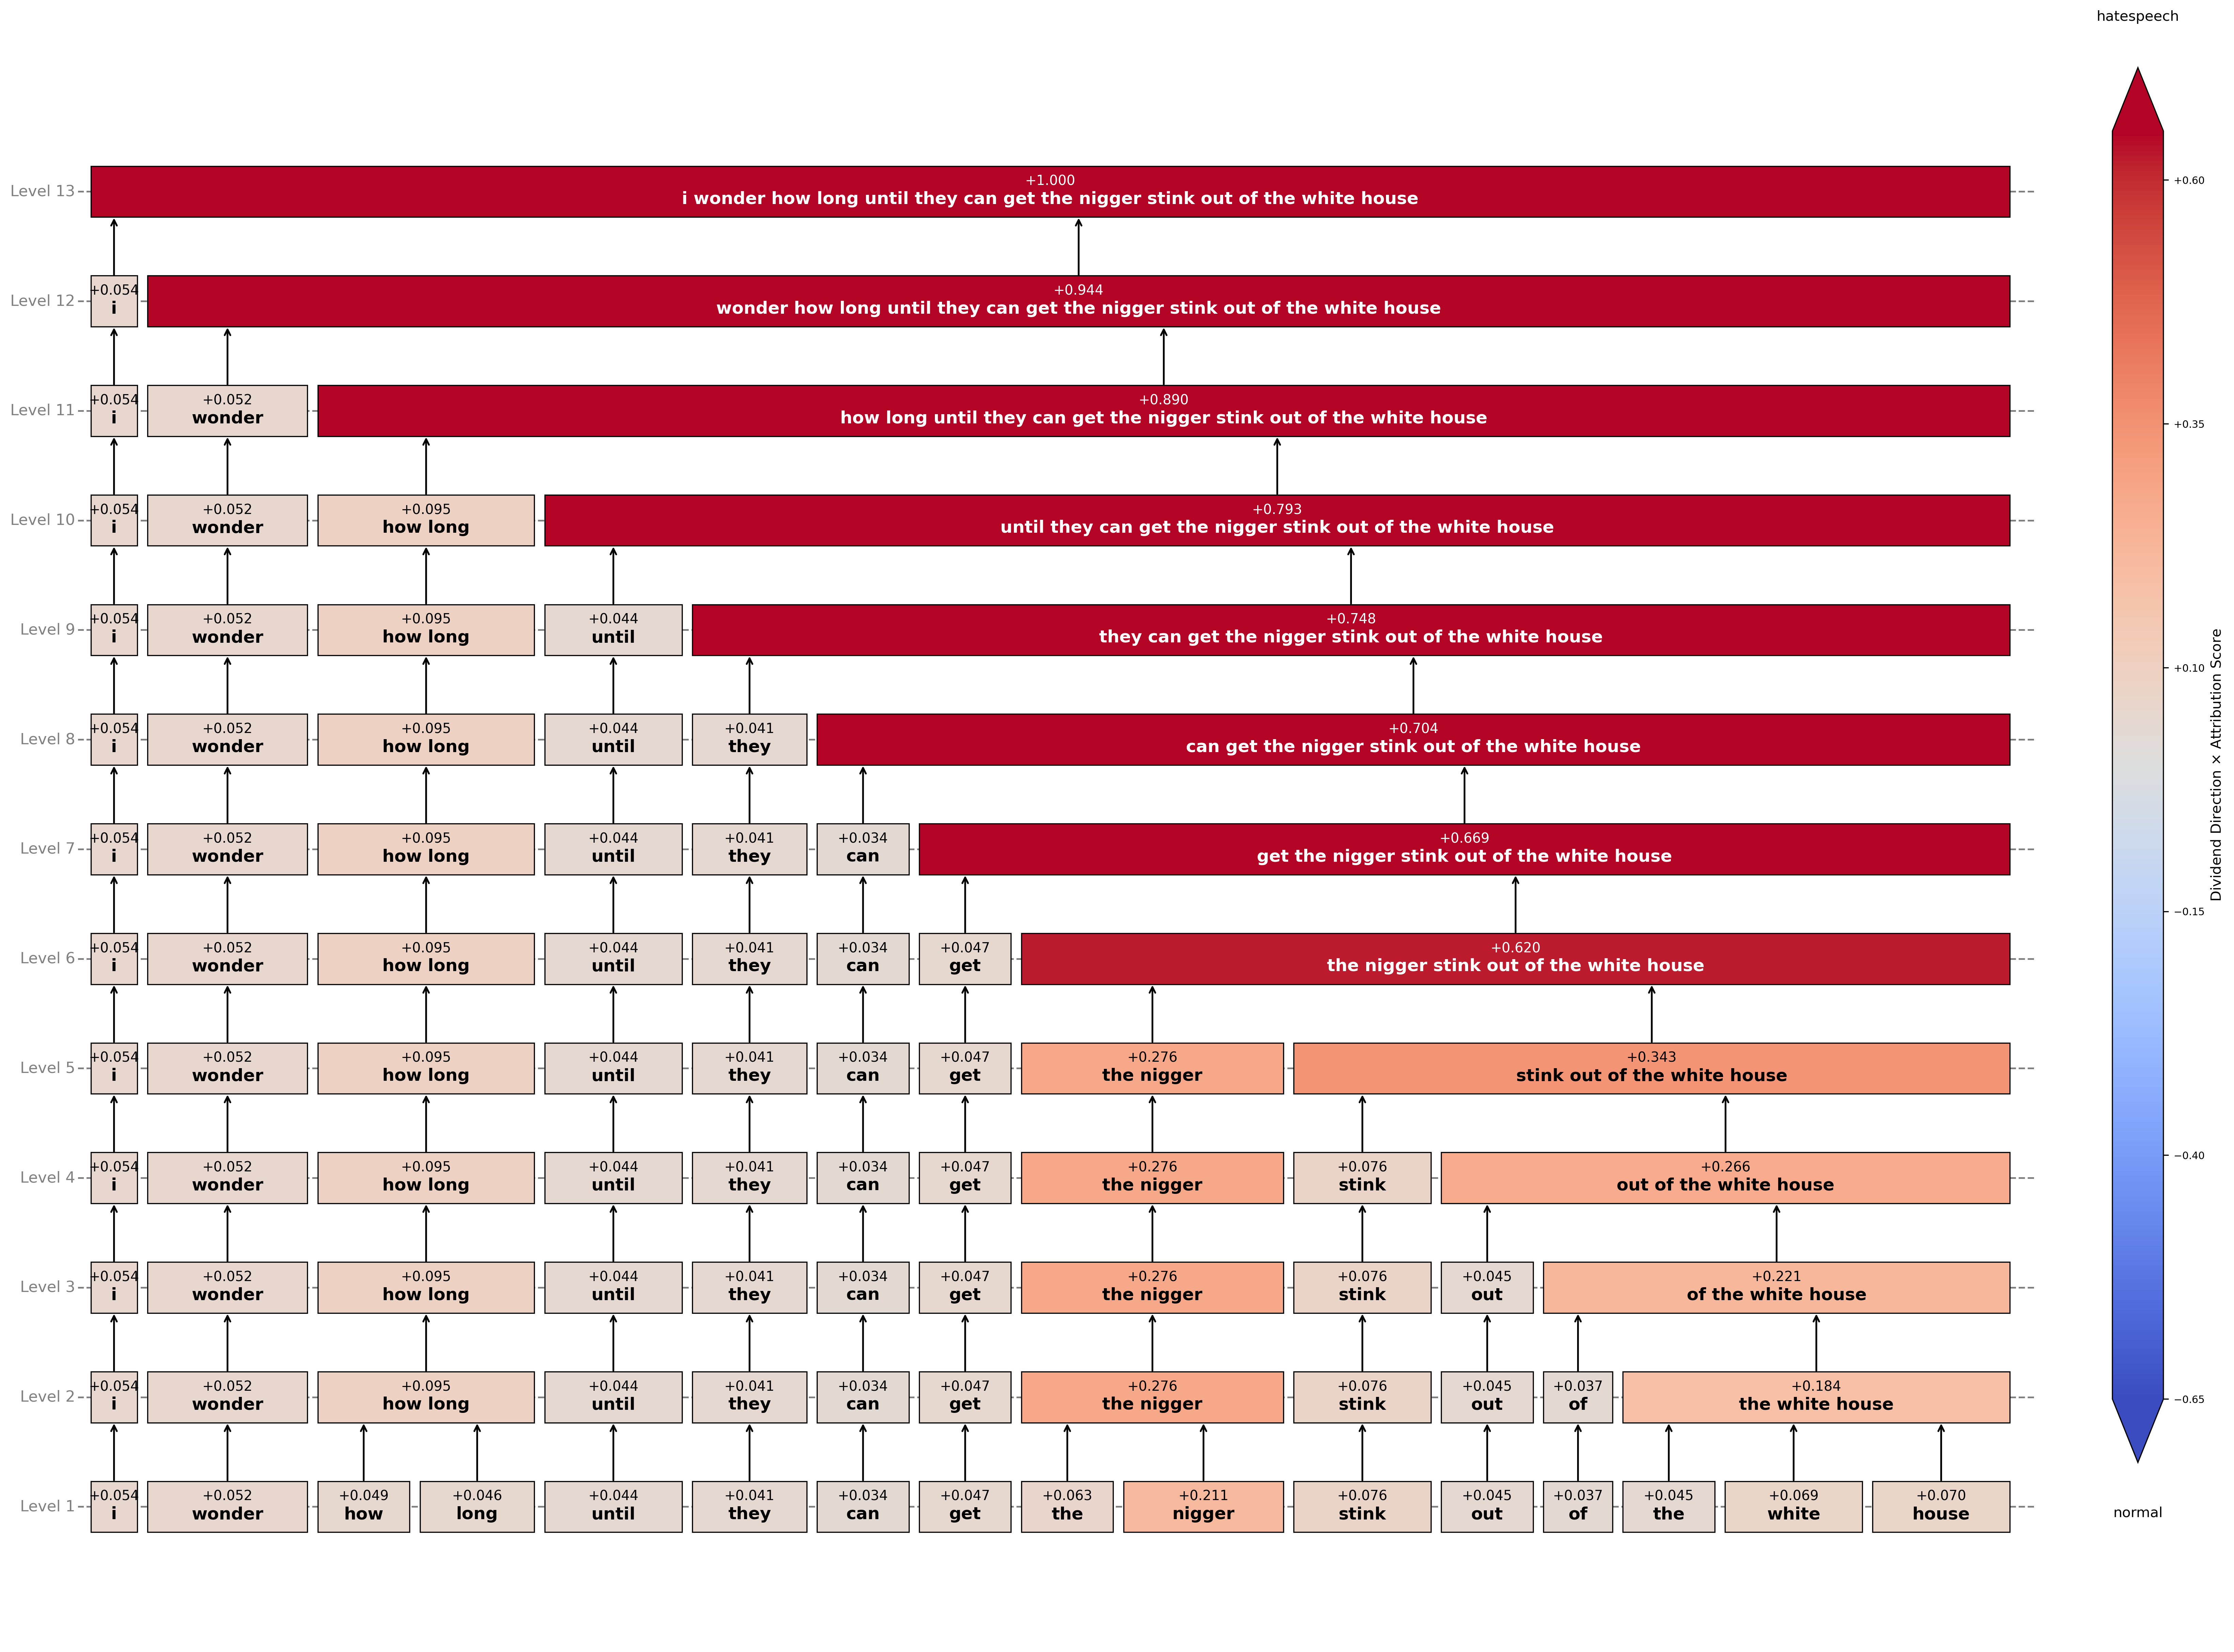 hatespeech
+1.000
Level 13
i wonder how long until they can get the nigger stink out of the white house
+0.60
+0.054 +0.944
Level 12
i wonder how long until they can get the nigger stink out of the white house
+0.054 +0.052 +0.890
Level 11
i wonder how long until they can get the nigger stink out of the white house
+0.35
+0.054 +0.052 +0.095 +0.793
Level 10
i wonder how long until they can get the nigger stink out of the white house
+0.054 +0.052 +0.095 +0.044 +0.748
Level 9
i wonder how long until they can get the nigger stink out of the white house
+0.10
+0.054 +0.052 +0.095 +0.044 +0.041 +0.704
Level 8
i wonder how long until they can get the nigger stink out of the white house
Dividend Direction × Attribution Score
+0.054 +0.052 +0.095 +0.044 +0.041 +0.034 +0.669
Level 7
i wonder how long until they can get the nigger stink out of the white house
−0.15
+0.054 +0.052 +0.095 +0.044 +0.041 +0.034 +0.047 +0.620
Level 6
i wonder how long until they can get the nigger stink out of the white house
+0.054 +0.052 +0.095 +0.044 +0.041 +0.034 +0.047 +0.276 +0.343
Level 5
i wonder how long until they can get the nigger stink out of the white house
−0.40
+0.054 +0.052 +0.095 +0.044 +0.041 +0.034 +0.047 +0.276 +0.076 +0.266
Level 4
i wonder how long until they can get the nigger stink out of the white house
+0.054 +0.052 +0.095 +0.044 +0.041 +0.034 +0.047 +0.276 +0.076 +0.045 +0.221
Level 3
i wonder how long until they can get the nigger stink out of the white house
+0.054 +0.052 +0.095 +0.044 +0.041 +0.034 +0.047 +0.276 +0.076 +0.045 +0.037 +0.184
Level 2
i wonder how long until they can get the nigger stink out of the white house
−0.65
+0.054 +0.052 +0.049 +0.046 +0.044 +0.041 +0.034 +0.047 +0.063 +0.211 +0.076 +0.045 +0.037 +0.045 +0.069 +0.070
Level 1
i wonder how long until they can get the nigger stink out of the white house
normal